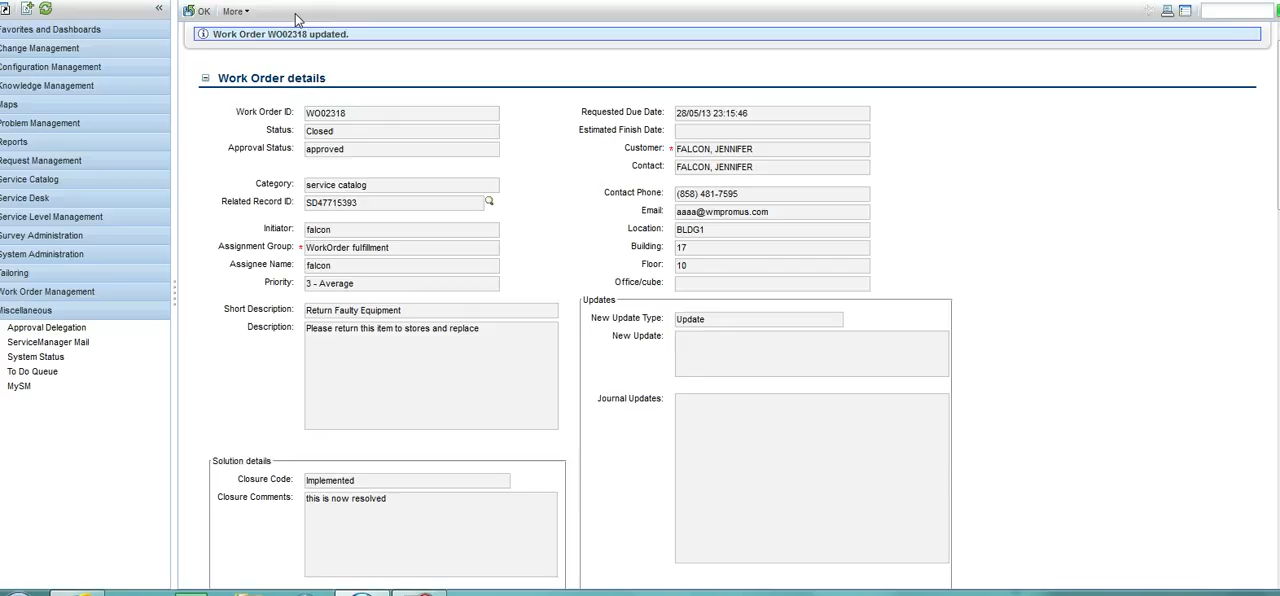 «
OK More
Work Order WO02318 updated.
Favorites and Dashboards
Change Management
Configuration Management
Knowledge Management
Maps
Problem Management
Reports
Request Management
Service Catalog
Service Desk
Service Level Management
Survey Administration
System Administration
Tailoring
Work Order Management
Miscellaneous
Approval Delegation
ServiceManager Mail
System Status
To Do Queue
MySM
Work Order details
Work Order ID: WO02318
Status: Closed
Approval Status: approved
Category: service catalog
Related Record ID: SD47715393
Initiator: falcon
Assignment Group: * WorkOrder fulfillment
Assignee Name: falcon
Priority: 3 - Average
Short Description: Return Faulty Equipment
Description: Please return this item to stores and replace
Solution details
Closure Code: Implemented
Closure Comments: this is now resolved
Requested Due Date: 28/05/13 23:15:46
Estimated Finish Date:
Customer: * FALCON, JENNIFER
Contact: FALCON, JENNIFER
Contact Phone: (858) 481-7595
Email: aaaa@wmpromus.com
Location: BLDG1
Building: 17
Floor: 10
Office/cube:
Updates
New Update Type: Update
New Update:
Journal Updates: